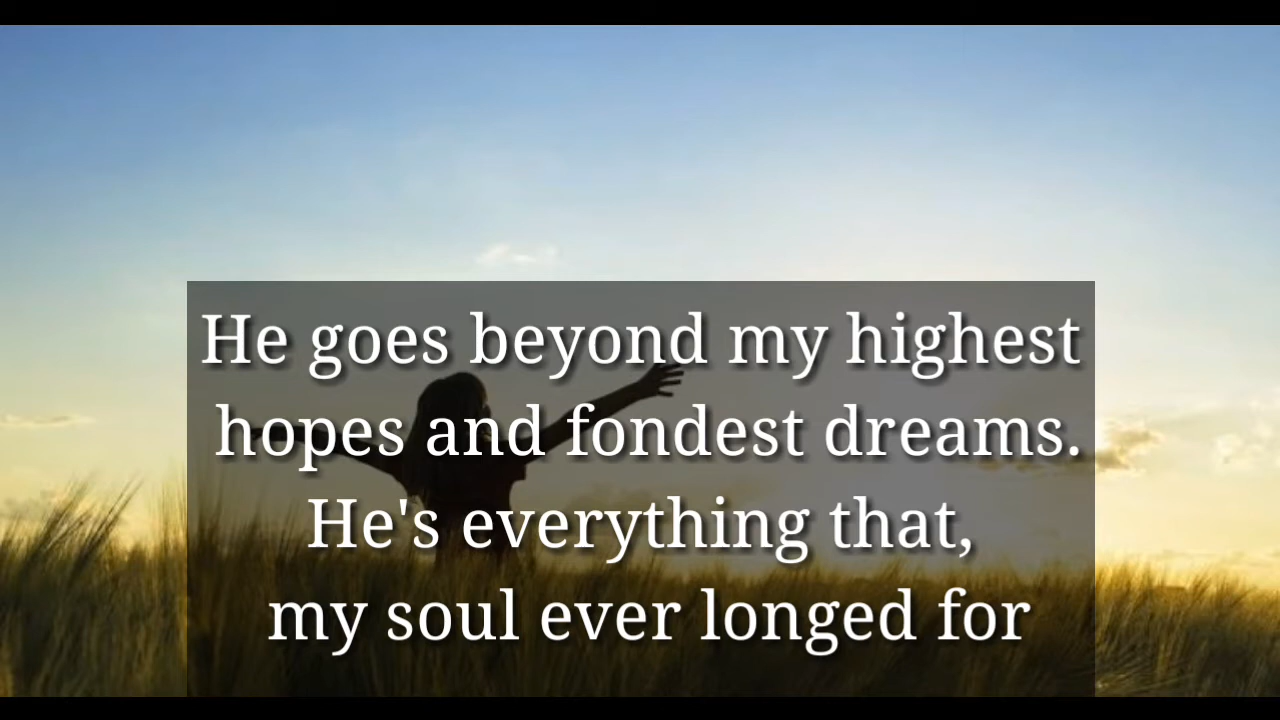 He goes beyond my highest
hopes and fondest dreams.
He's everything that,
my soul ever longed for